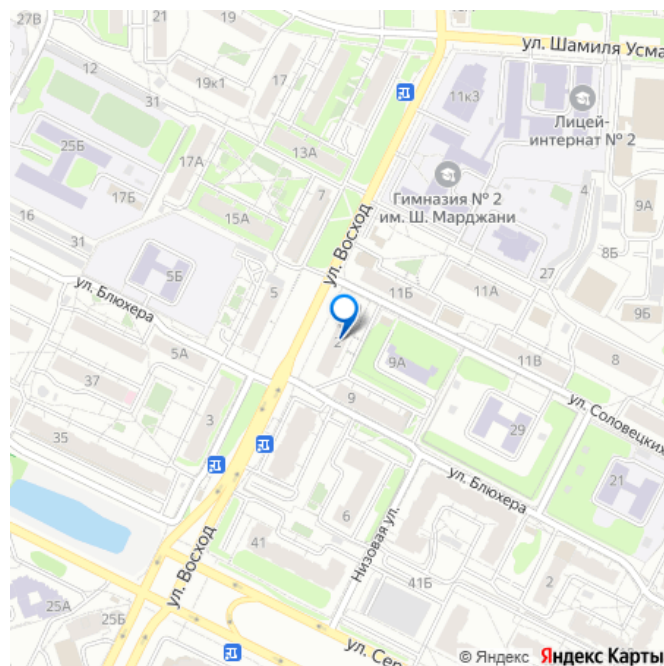 27В
21
19
ул. Шамиля Усма
12
19к1
17
31
11к3
Лицей-
интернат № 2
25Б
13А
17А
Гимназия № 2
им. Ш. Марджани
17Б
7
4
9А
15А
16
31
ул. Восход
8Б
5Б
27
ул. Блюхера
5
11Б
11А
9Б
2
5А
9А
11В
8
37
9
3
ул. Соловецких
29
35
ул. Блюхера
21
6
Низовая ул.
41
ул. Восход
41Б
2
25А
25Б
ул. Сер
© Яндекс Яндекс Карты